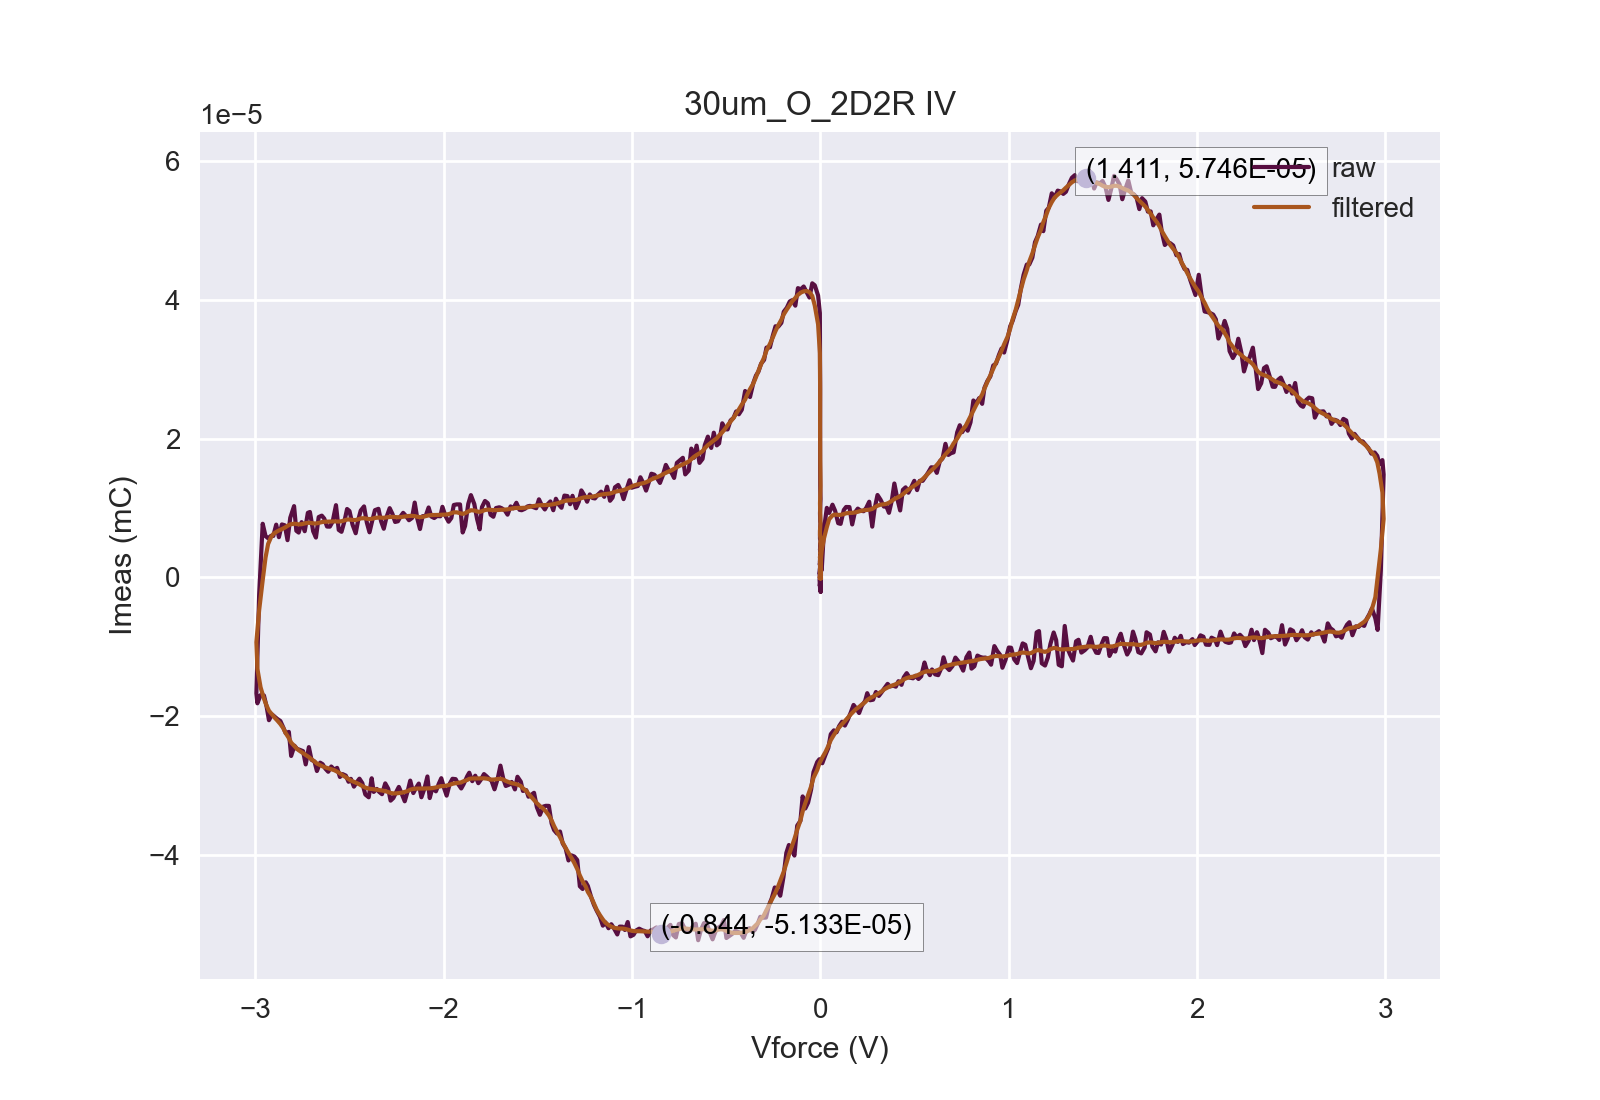 30um_O_2D2R IV
1e−5
(1.411, 5.746E-05)
raw
filtered
6
4
2
0
−2
−4
Imeas (mC)
(-0.844, -5.133E-05)
−3
−2
−1
0
1
2
3
Vforce (V)